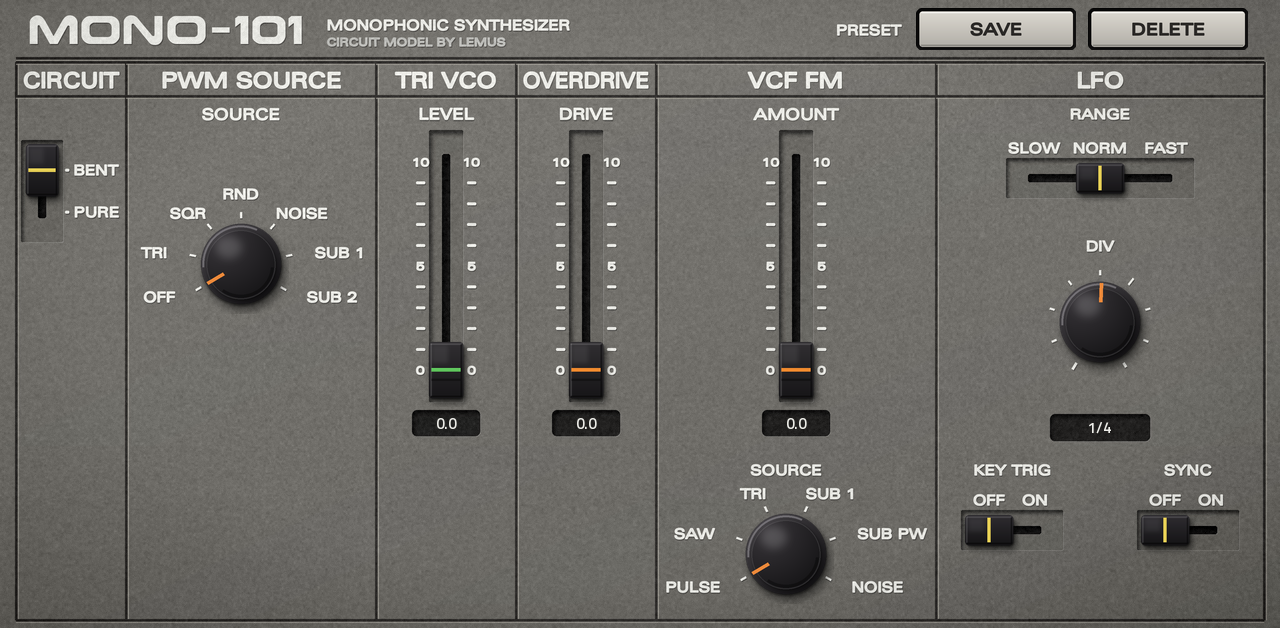 MONO-101
MONOPHONIC SYNTHESIZER
CIRCUIT MODEL BY LEMUS
PRESET
SAVE
DELETE
CIRCUIT
BENT
PURE
PWM SOURCE
SOURCE
RND
SQR NOISE
TRI SUB 1
OFF SUB 2
TRI VCO
LEVEL
10 10
5 5
0 0
0.0
OVERDRIVE
DRIVE
10 10
5 5
0 0
0.0
VCF FM
AMOUNT
10 10
5 5
0 0
0.0
SOURCE
TRI SUB 1
SAW SUB PW
PULSE NOISE
LFO
RANGE
SLOW NORM FAST
DIV
1/4
KEY TRIG
OFF ON
SYNC
OFF ON